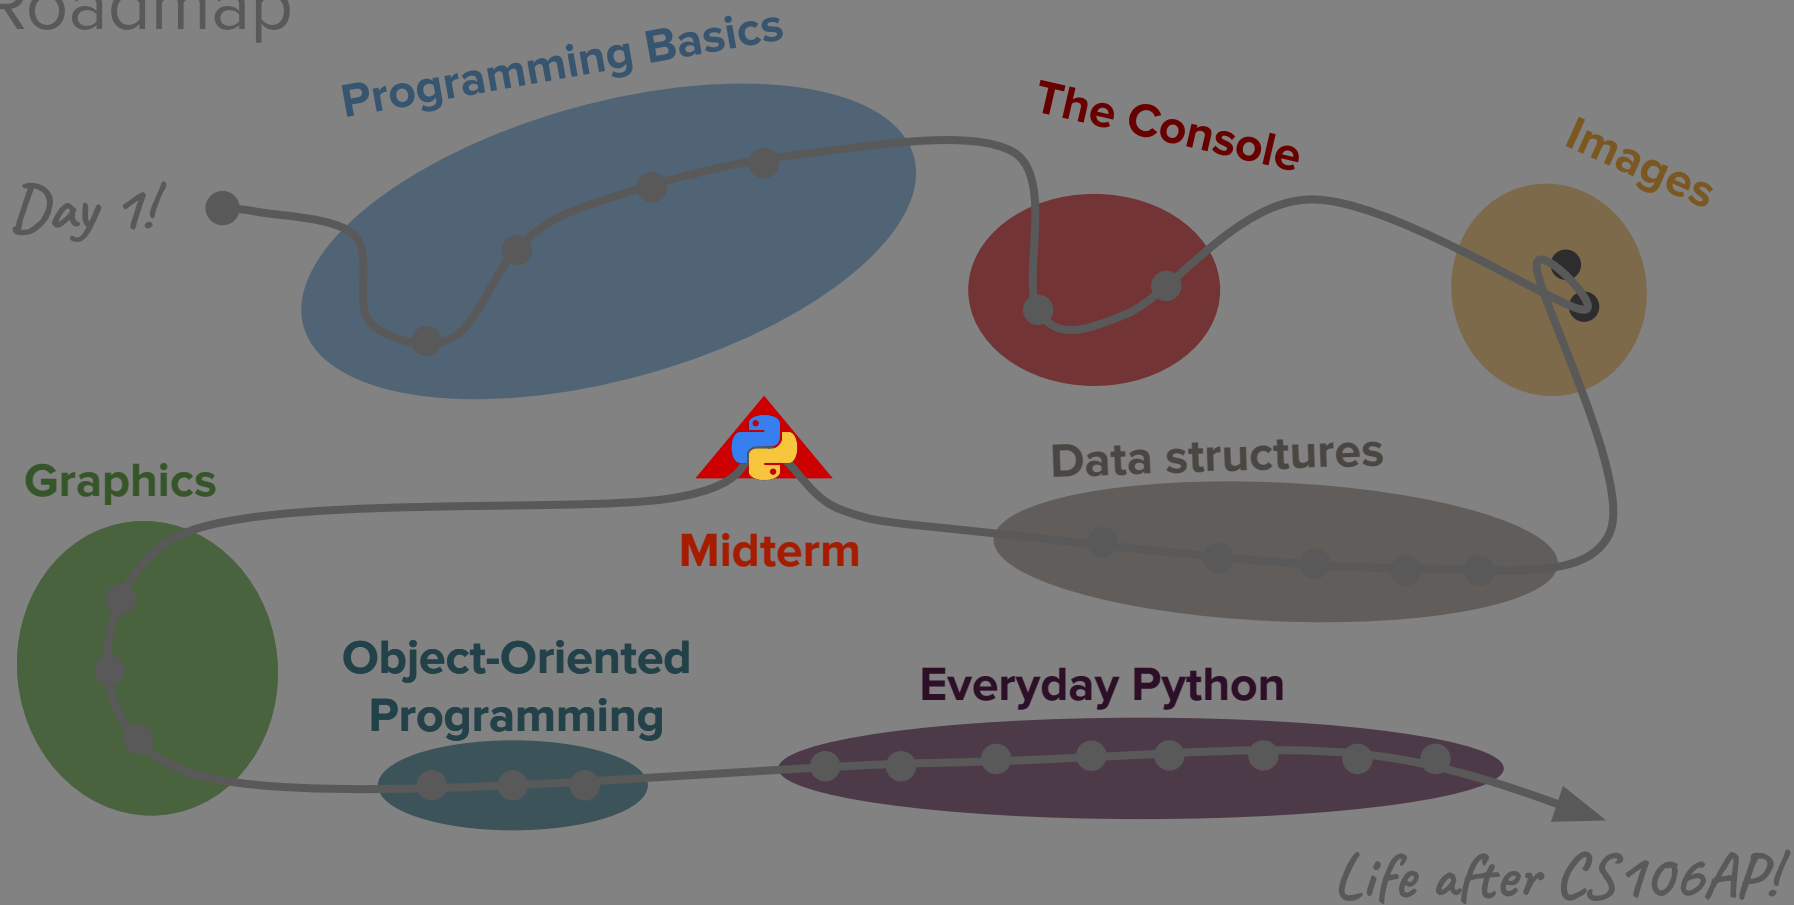 Roadmap
Programming Basics
The Console
Images
Day 1!
Data structures
Graphics
Midterm
Object-Oriented
Programming
Everyday Python
Life after CS106AP!